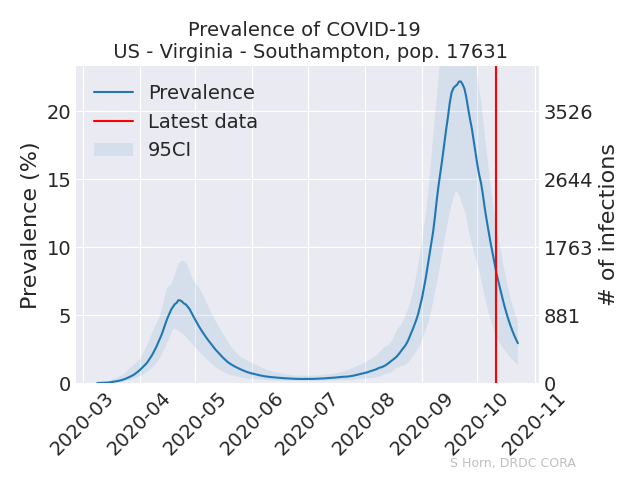 Prevalence of COVID-19
US - Virginia - Southampton, pop. 17631
Prevalence
Latest data
95CI
Prevalence (%)
20
15
10
5
0
3526
2644
1763
881
0
# of infections
2020-03
2020-04
2020-05
2020-06
2020-07
2020-08
2020-09
2020-10
2020-11
S Horn, DRDC CORA